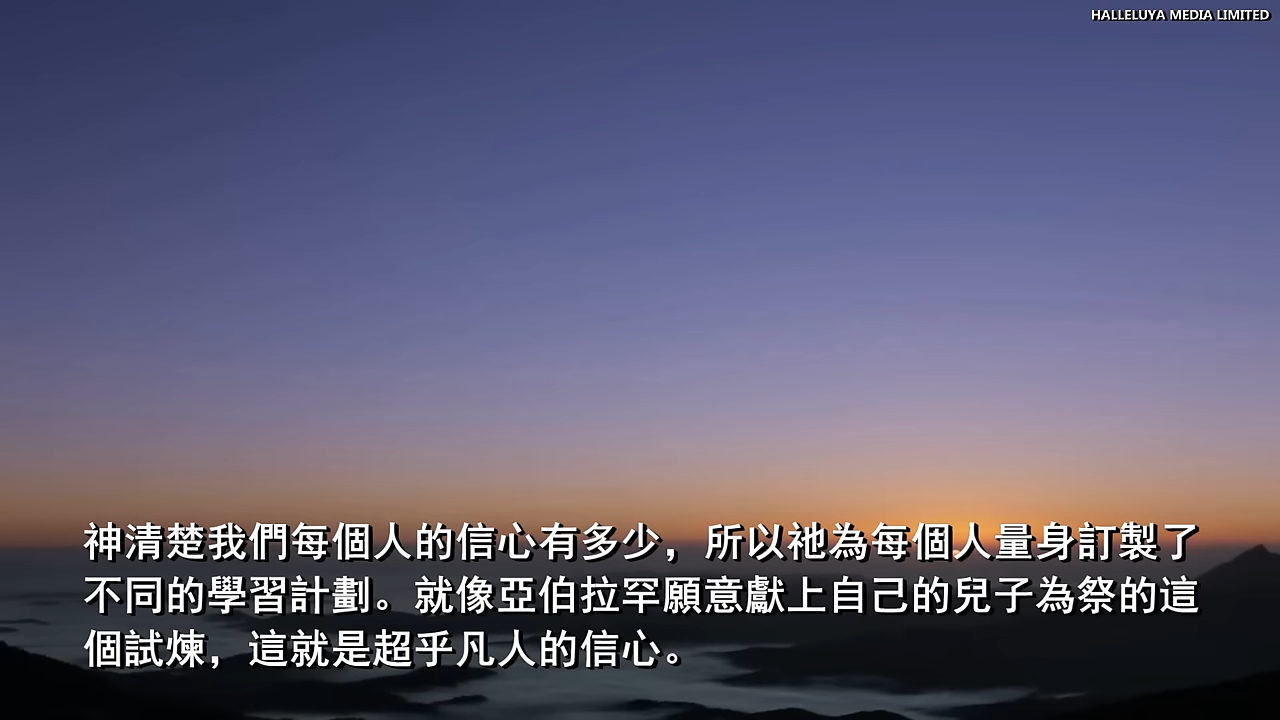 HALLELUYA MEDIA LIMITED
神清楚我們每個人的信心有多少，所以祂為每個人量身訂製了
不同的學習計劃。就像亞伯拉罕願意獻上自己的兒子為祭的這
個試煉，這就是超乎凡人的信心。